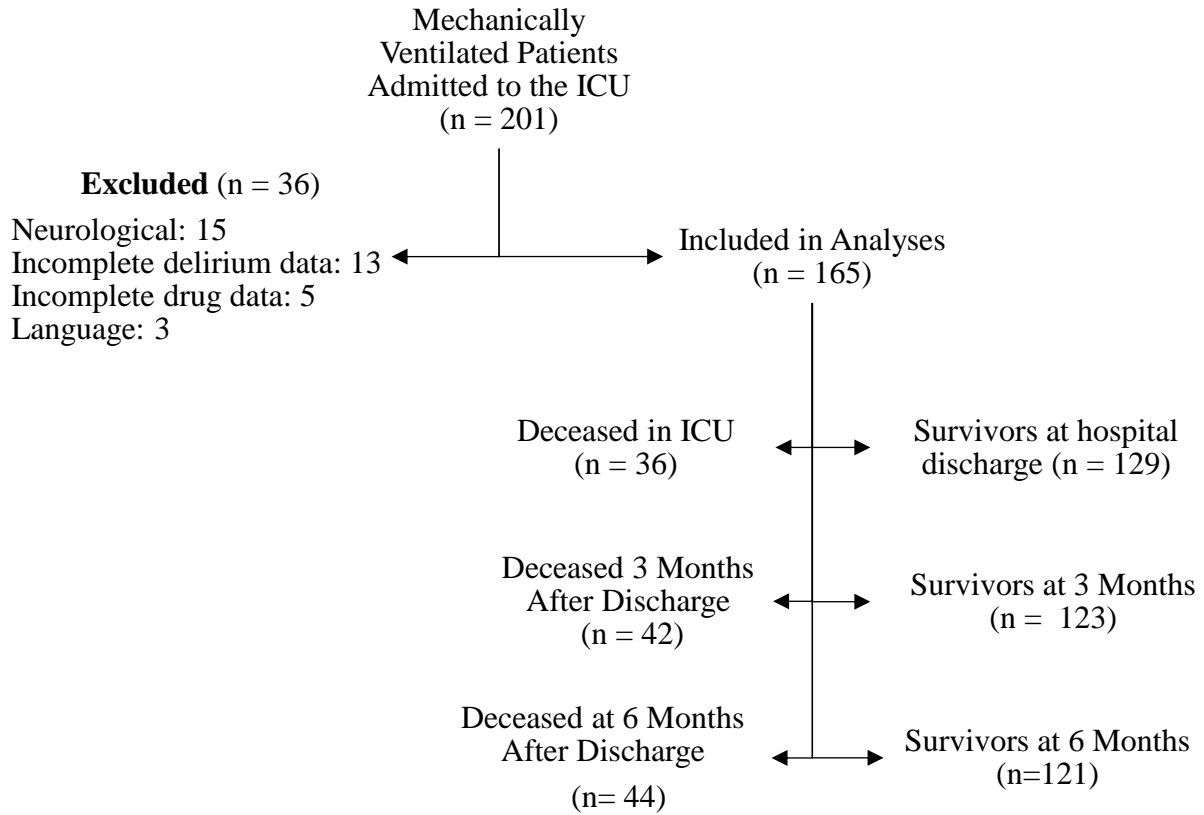 Mechanically
Ventilated Patients
Admitted to the ICU
(n = 201)
Excluded (n = 36)
Neurological: 15
Incomplete delirium data: 13
Incomplete drug data: 5
Language: 3
Included in Analyses
(n = 165)
Deceased in ICU
(n = 36)
Survivors at hospital
discharge (n = 129)
Deceased 3 Months
After Discharge
(n = 42)
Survivors at 3 Months
(n =  123)
Deceased at 6 Months
After Discharge
(n= 44)
Survivors at 6 Months
(n=121)